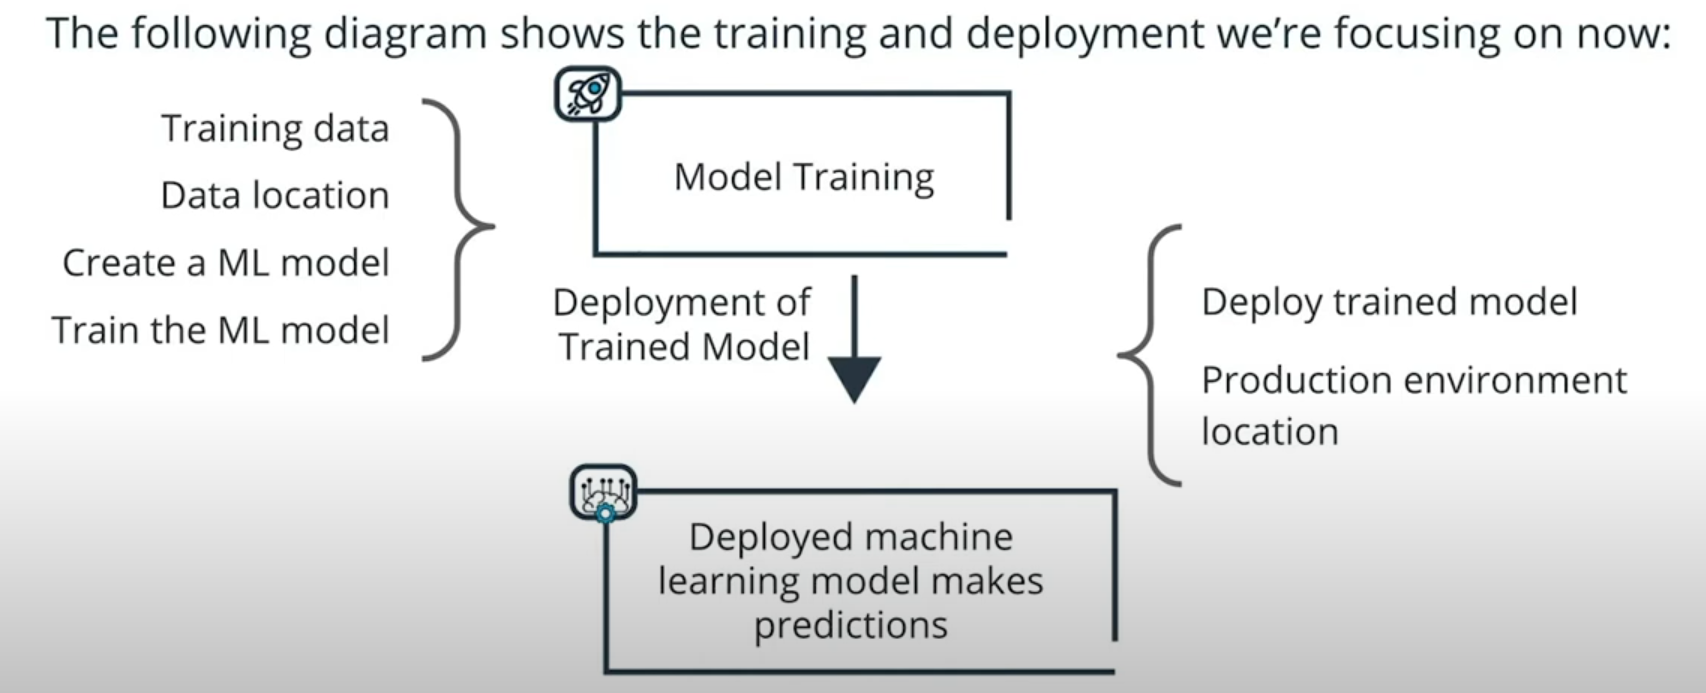 The following diagram shows the training and deployment we're focusing on now:
Training data
Data location
Create a ML model
Train the ML model
Model Training
Deployment of
Trained Model
Deploy trained model
Production environment
location
Deployed machine
learning model makes
predictions